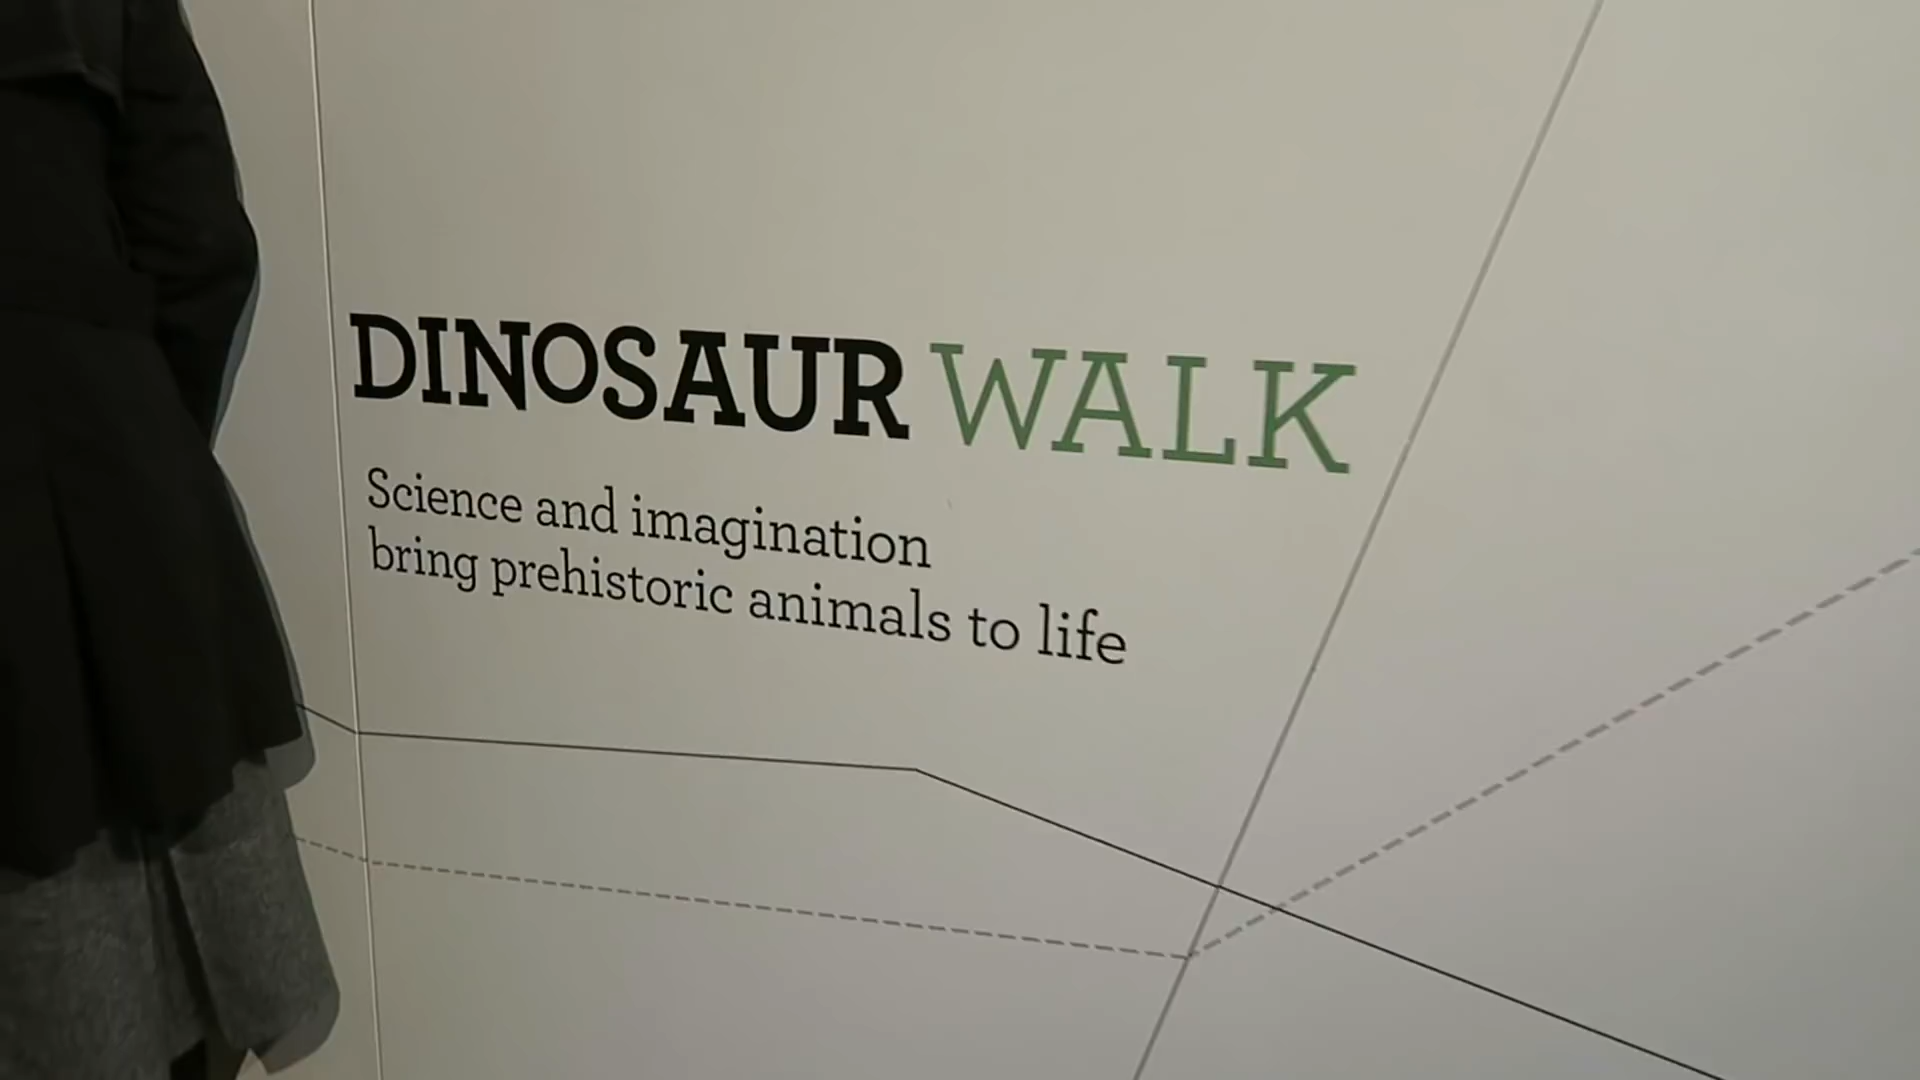 DINOSAUR WALK
Science and imagination
bring prehistoric animals to life